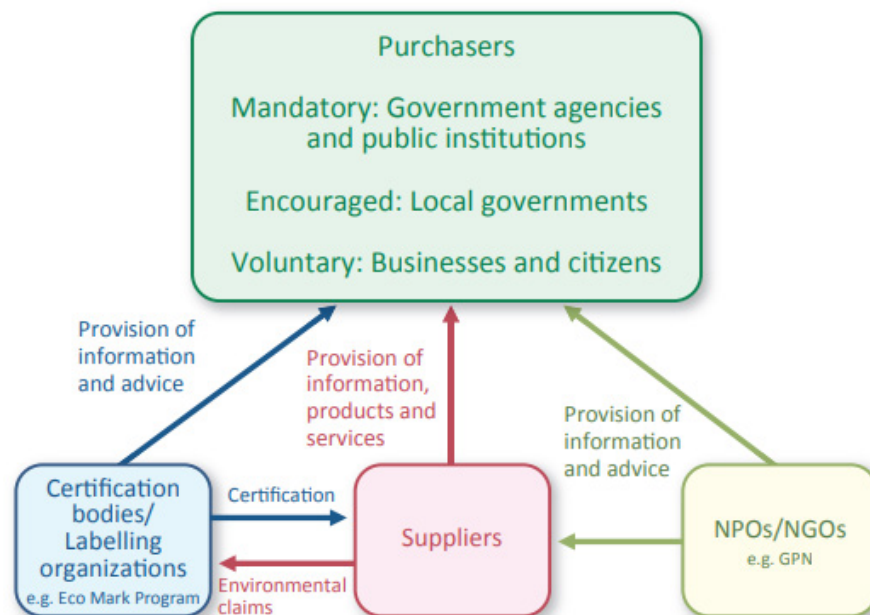 Purchasers
Mandatory: Government agencies
and public institutions
Encouraged: Local governments
Voluntary: Businesses and citizens
Provision of
information
and advice
Provision of
information,
products and
services
Provision of
information
and advice
Certification
bodies/
Labelling
organizations
e.g. Eco Mark Program
Certification
Environmental
claims
Suppliers
NPOs/NGOs
e.g. GPN